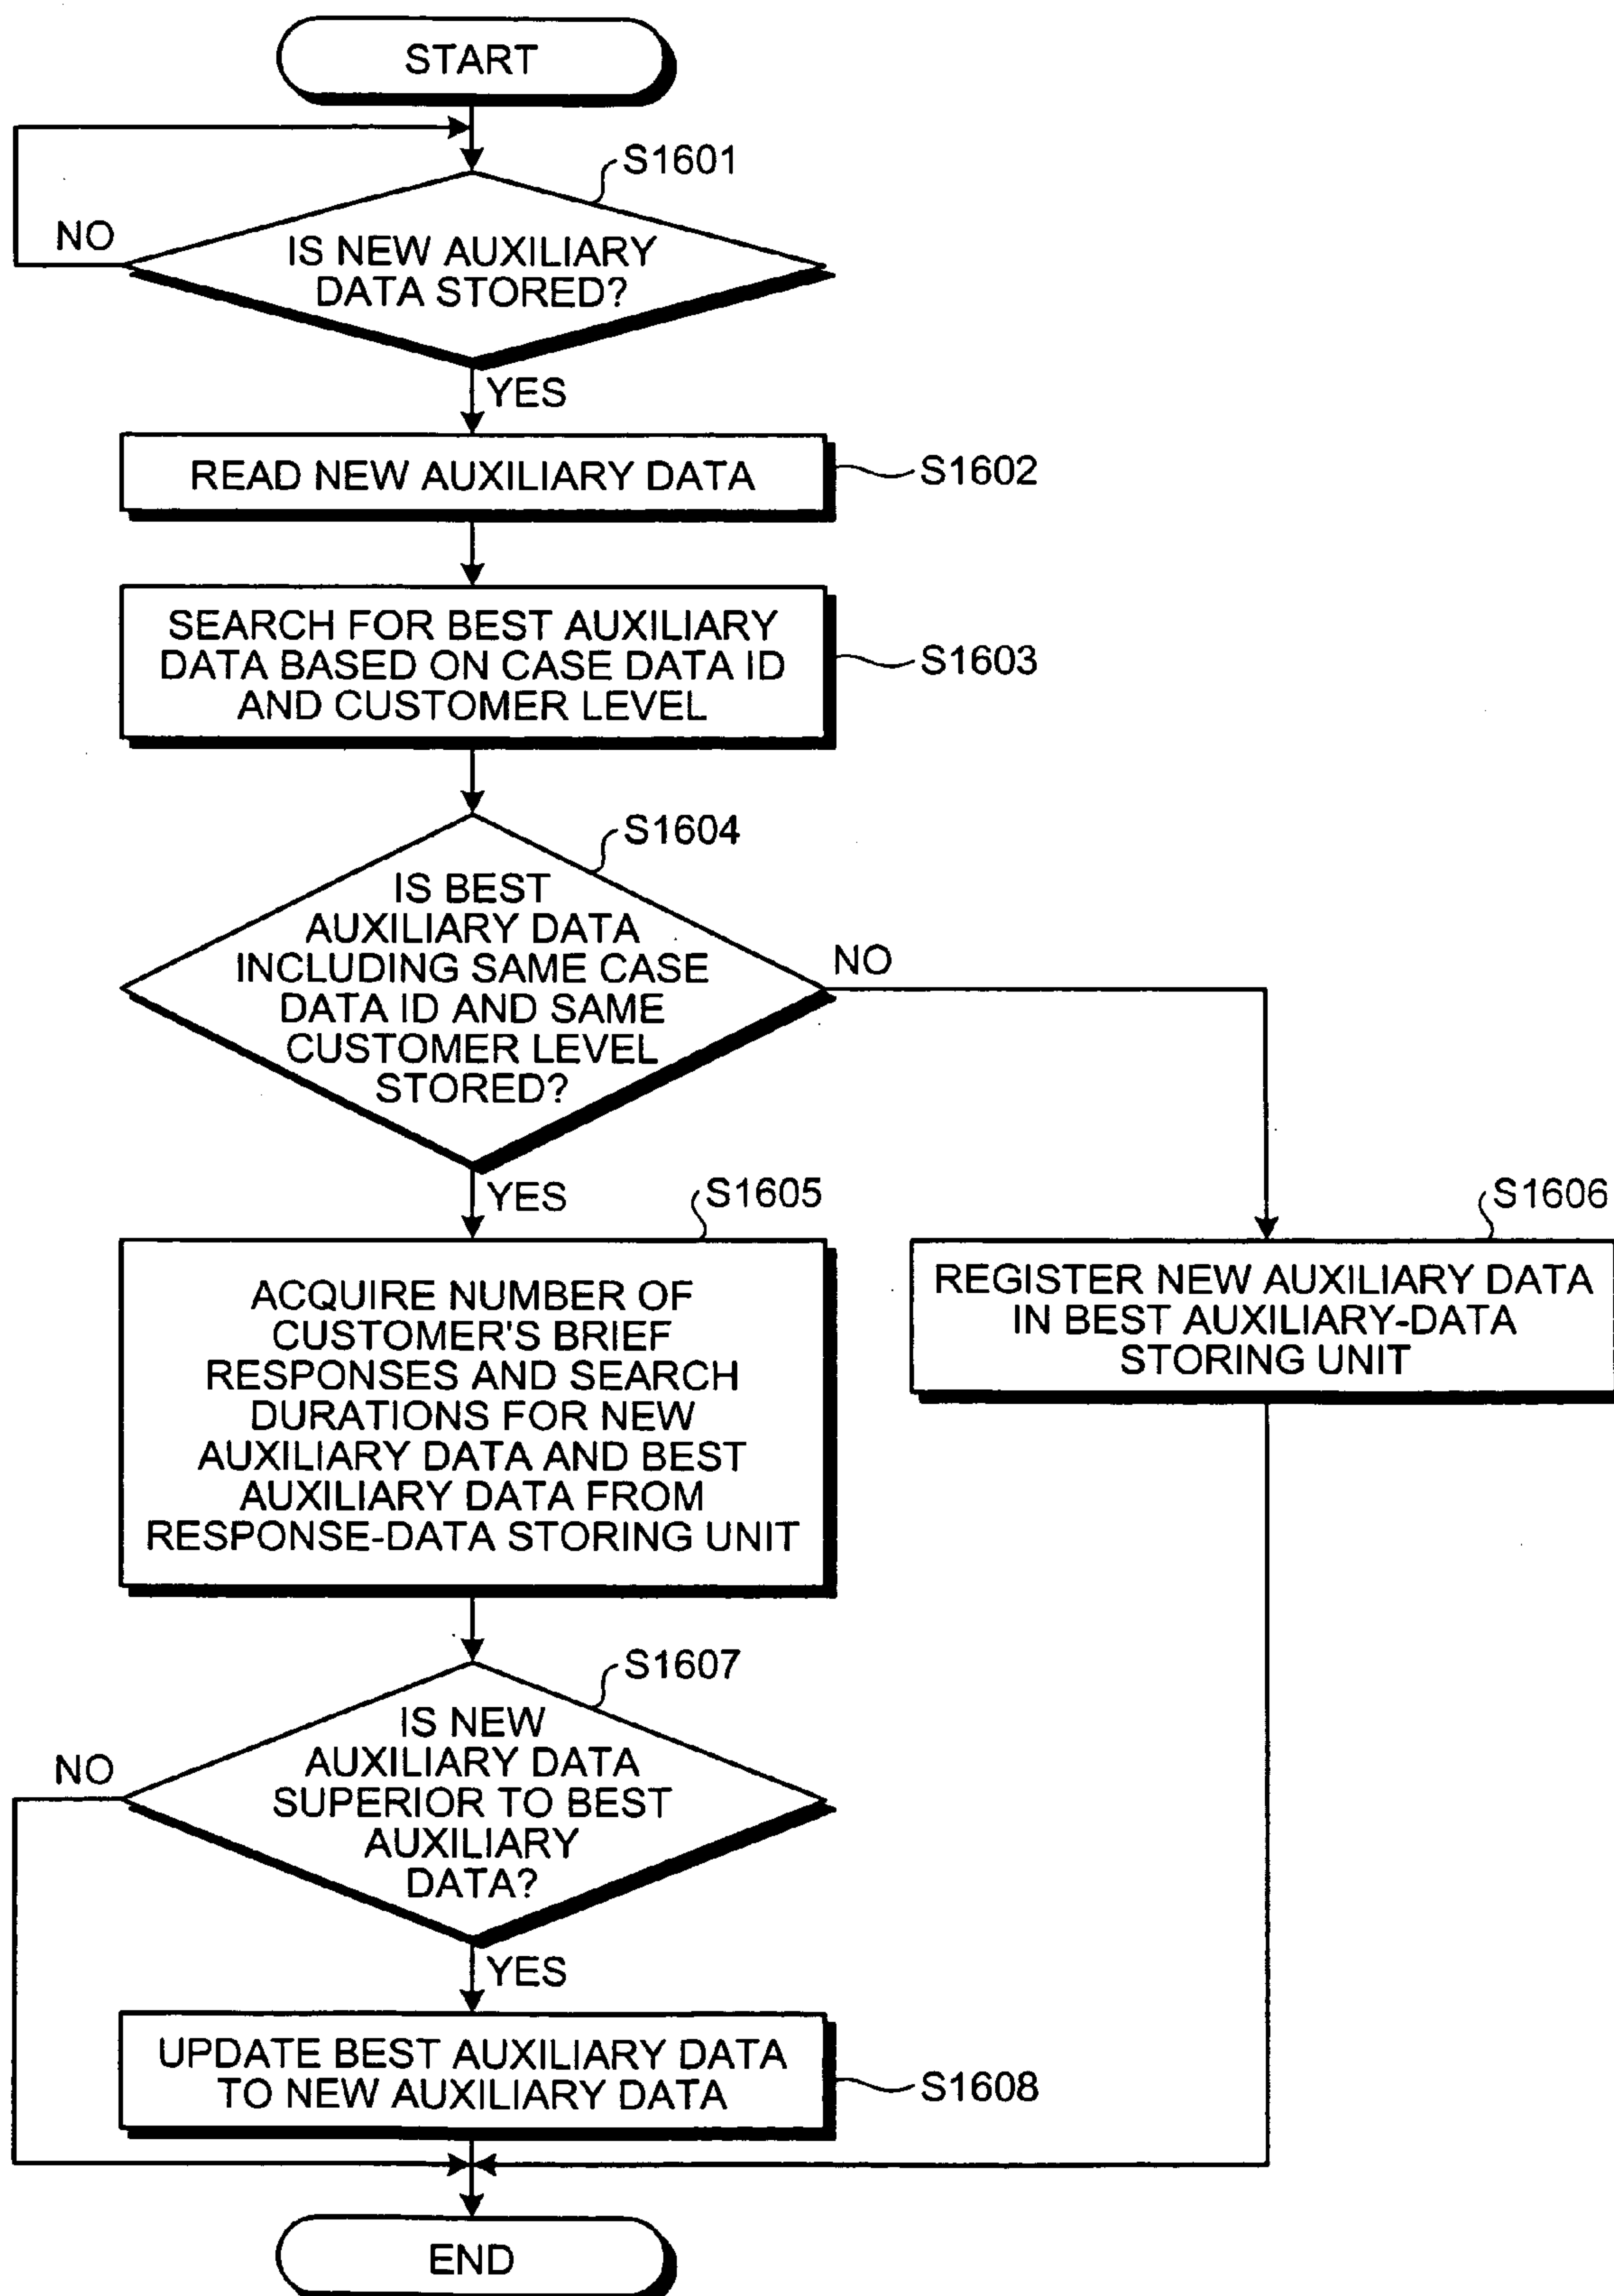 START
S1601
NO
IS NEW AUXILIARY
DATA STORED?
YES
READ NEW AUXILIARY DATA
S1602
SEARCH FOR BEST AUXILIARY
DATA BASED ON CASE DATA ID
AND CUSTOMER LEVEL
S1603
S1604
IS BEST
AUXILIARY DATA
INCLUDING SAME CASE
DATA ID AND SAME
CUSTOMER LEVEL
STORED?
NO
YES
S1605
S1606
ACQUIRE NUMBER OF
CUSTOMER'S BRIEF
RESPONSES AND SEARCH
DURATIONS FOR NEW
AUXILIARY DATA AND BEST
AUXILIARY DATA FROM
RESPONSE-DATA STORING UNIT
REGISTER NEW AUXILIARY DATA
IN BEST AUXILIARY-DATA
STORING UNIT
S1607
NO
IS NEW
AUXILIARY DATA
SUPERIOR TO BEST
AUXILIARY
DATA?
YES
UPDATE BEST AUXILIARY DATA
TO NEW AUXILIARY DATA
S1608
END